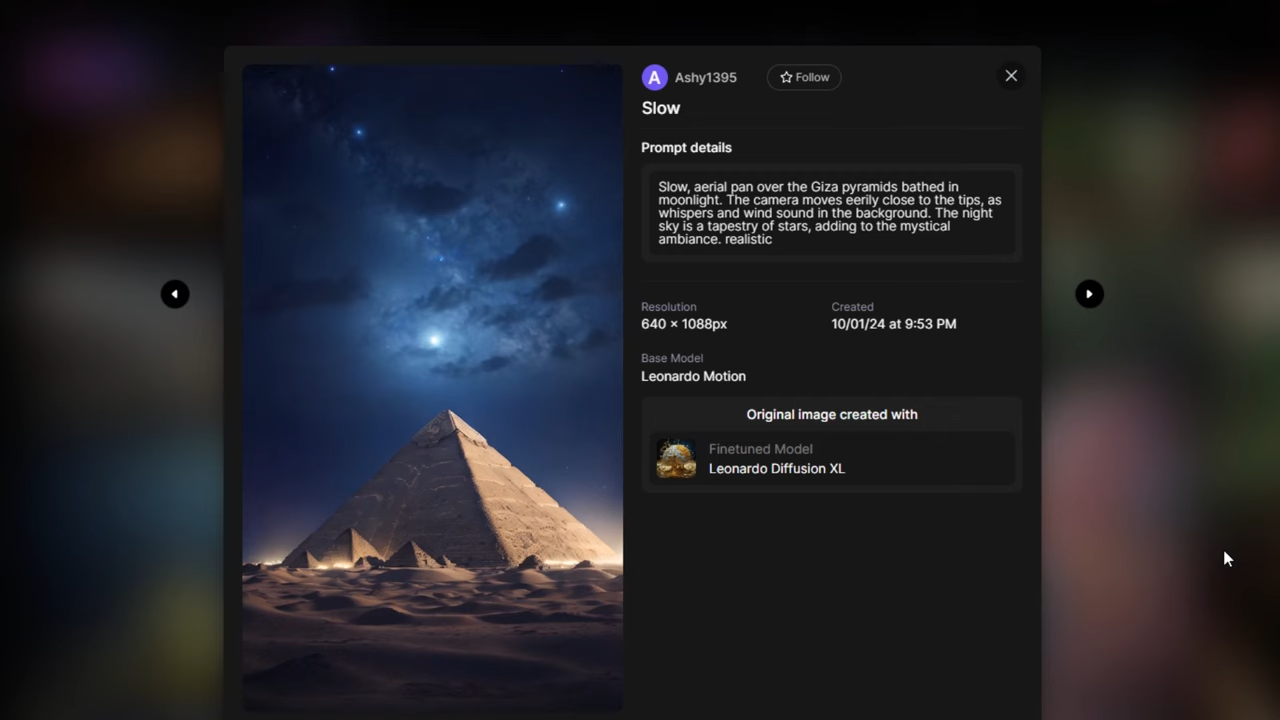 A Ashy1395 Follow
Slow
Prompt details
Slow, aerial pan over the Giza pyramids bathed in
moonlight. The camera moves eerily close to the tips, as
whispers and wind sound in the background. The night
sky is a tapestry of stars, adding to the mystical
ambiance. realistic
Resolution Created
640 × 1088px 10/01/24 at 9:53 PM
Base Model
Leonardo Motion
Original image created with
Finetuned Model
Leonardo Diffusion XL